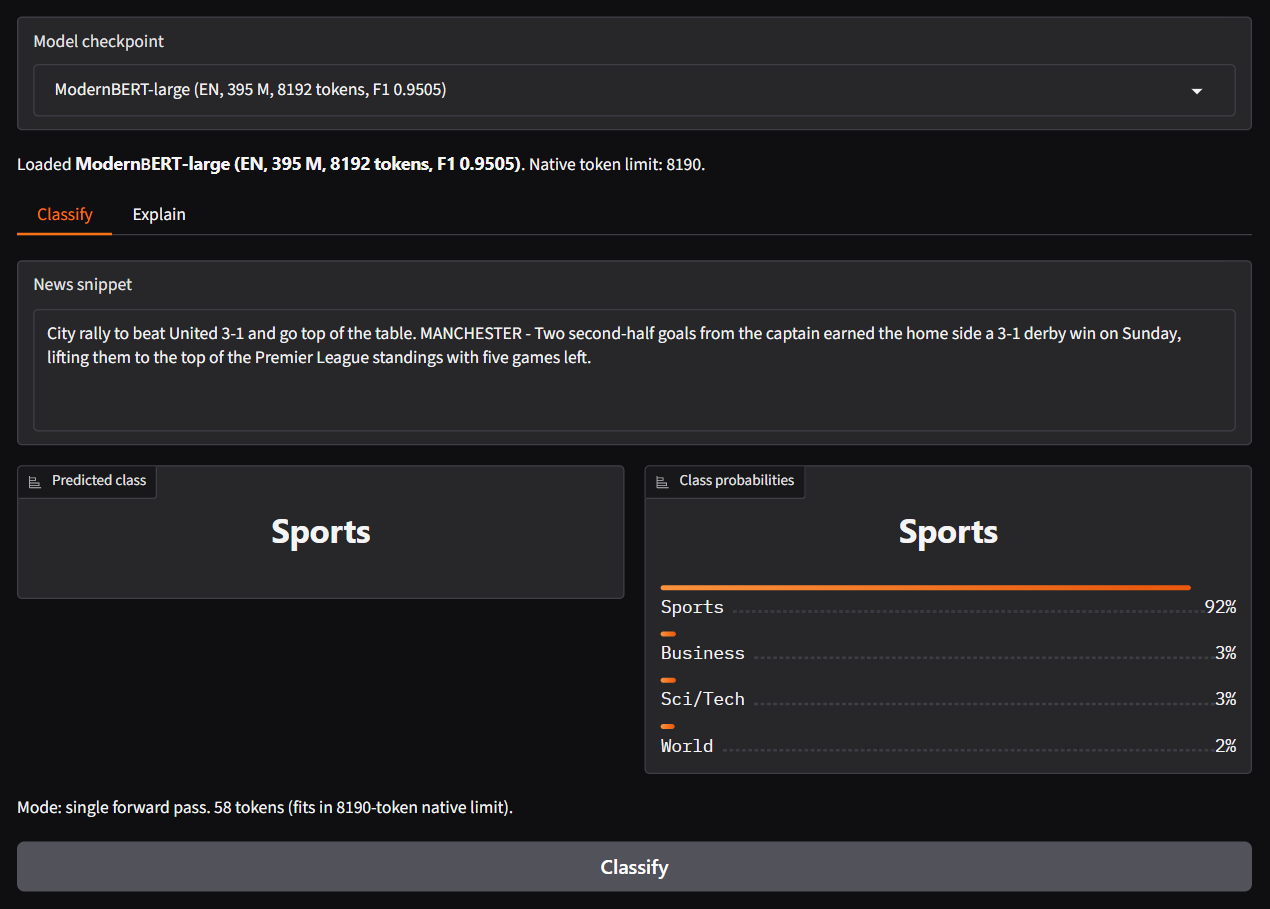 Model checkpoint
ModernBERT-large (EN, 395 M, 8192 tokens, F1 0.9505)
Loaded ModernBERT-large (EN, 395 M, 8192 tokens, F1 0.9505). Native token limit: 8190.
Classify Explain
News snippet
City rally to beat United 3-1 and go top of the table. MANCHESTER - Two second-half goals from the captain earned the home side a 3-1 derby win on Sunday,
lifting them to the top of the Premier League standings with five games left.
Predicted class
Sports
Class probabilities
Sports
Sports 92%
Business 3%
Sci/Tech 3%
World 2%
Mode: single forward pass. 58 tokens (fits in 8190-token native limit).
Classify